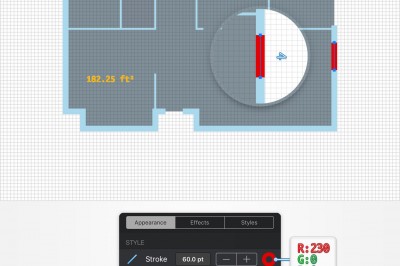 182.25 ft²
Appearance
Effects
Styles
STYLE
Stroke
60.0 pt
R:230
G:0